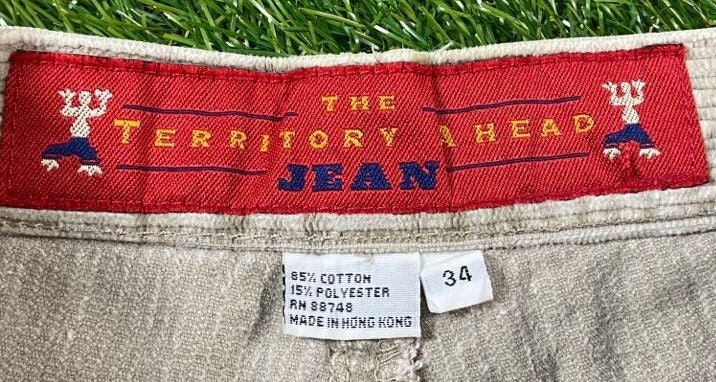 THE
TERRITORY AHEAD
JEAN
85% COTTON
15% POLYESTER
RN 88748
MADE IN HONG KONG
34